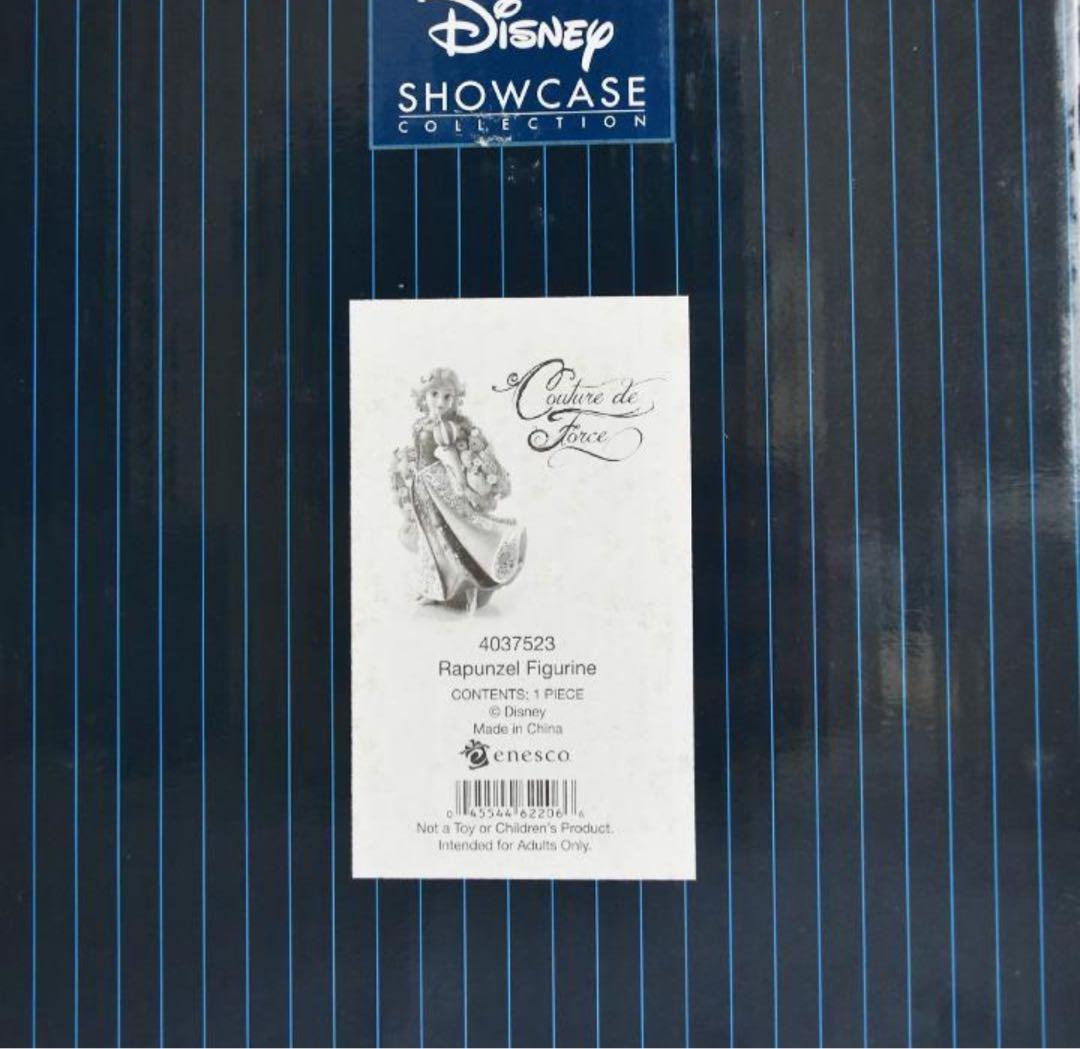 Disney
SHOWCASE
COLLECTION
Couture de
Force
4037523
Rapunzel Figurine
CONTENTS: 1 PIECE
© Disney
Made in China
enesco
0 45544 62206 6
Not a Toy or Children's Product.
Intended for Adults Only.